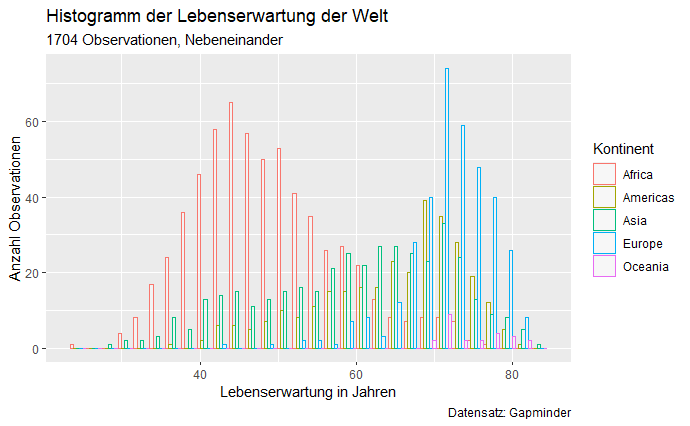 Histogramm der Lebenserwartung der Welt
1704 Observationen, Nebeneinander
Anzahl Observationen
60
40
20
0
40
60
80
Lebenserwartung in Jahren
Kontinent
Africa
Americas
Asia
Europe
Oceania
Datensatz: Gapminder